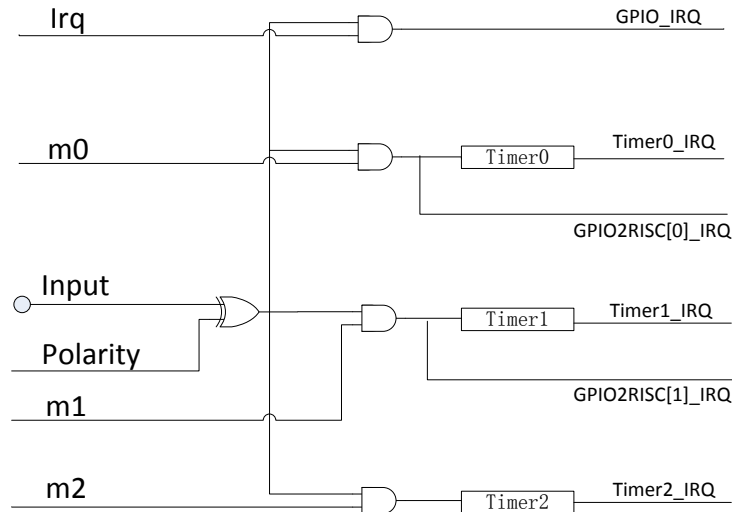 Irq
GPIO_IRQ
m0
Timer0
Timer0_IRQ
GPIO2RISC[0]_IRQ
Input
Timer1
Timer1_IRQ
Polarity
GPIO2RISC[1]_IRQ
m1
m2
Timer2
Timer2_IRQ